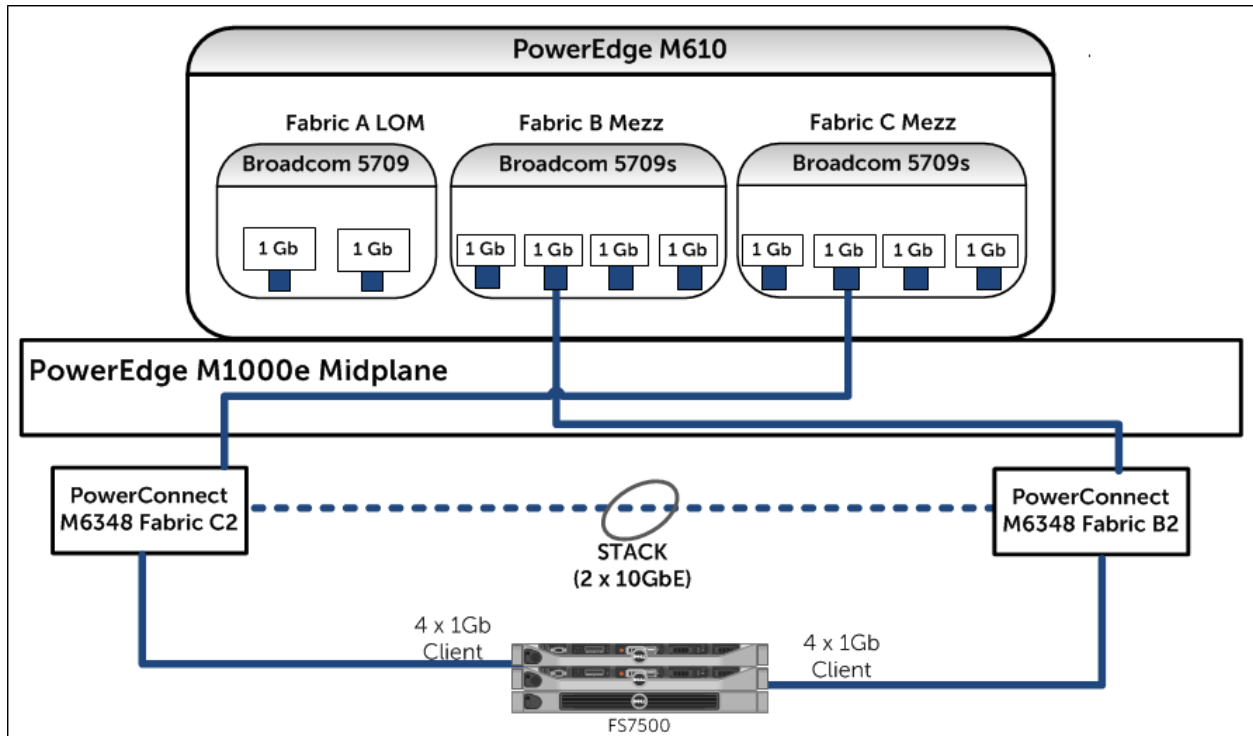 PowerEdge M610
Fabric A LOM
Fabric B Mezz
Fabric C Mezz
Broadcom 5709
Broadcom 5709s
Broadcom 5709s
1 Gb
1 Gb
1 Gb
1 Gb
1 Gb
1 Gb
1 Gb
1 Gb
1 Gb
1 Gb
PowerEdge M1000e Midplane
PowerConnect
M6348 Fabric C2
PowerConnect
M6348 Fabric B2
STACK
(2 x 10GbE)
4 x 1Gb
Client
4 x 1Gb
Client
FS7500